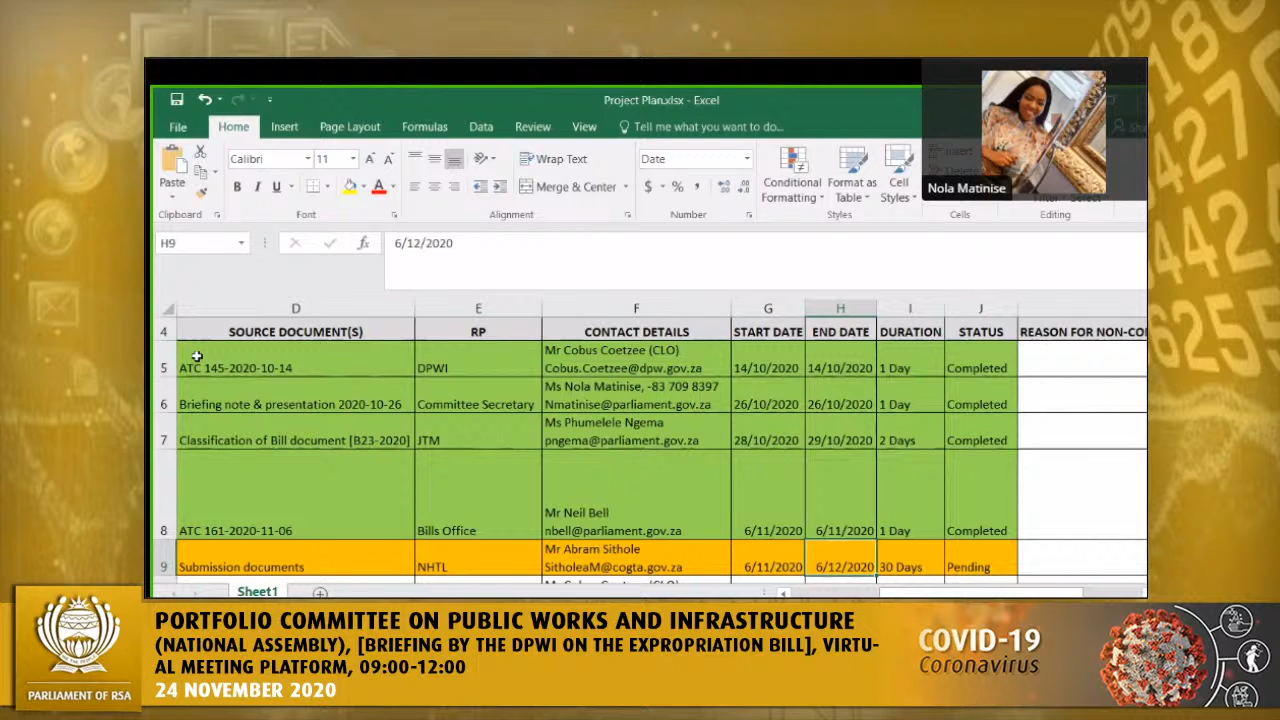 Project Plan.xlsx - Excel
File Home Insert Page Layout Formulas Data Review View Tell me what you want to do...
Calibri 11 Wrap Text Date Insert
Paste Conditional Format as Cell
B I U Merge & Center $ % Formatting Table Styles
Nola Matinise
Clipboard Font Alignment Number Styles Cells Editing
H9 fx 6/12/2020
D E F G H I J
4 SOURCE DOCUMENT(S) RP CONTACT DETAILS START DATE END DATE DURATION STATUS REASON FOR NON-CO
Mr Cobus Coetzee (CLO)
5 ATC 145-2020-10-14 DPWI Cobus.Coetzee@dpw.gov.za 14/10/2020 14/10/2020 1 Day Completed
Ms Nola Matinise, -83 709 8397
6 Briefing note & presentation 2020-10-26 Committee Secretary Nmatinise@parliament.gov.za 26/10/2020 26/10/2020 1 Day Completed
Ms Phumelele Ngema
7 Classification of Bill document [B23-2020] JTM pngema@parliament.gov.za 28/10/2020 29/10/2020 2 Days Completed
Mr Neil Bell
8 ATC 161-2020-11-06 Bills Office nbell@parliament.gov.za 6/11/2020 6/11/2020 1 Day Completed
Mr Abram Sithole
9 Submission documents NHTL SitholeaM@cogta.gov.za 6/11/2020 6/12/2020 30 Days Pending
Sheet1
PORTFOLIO COMMITTEE ON PUBLIC WORKS AND INFRASTRUCTURE
(NATIONAL ASSEMBLY), [BRIEFING BY THE DPWI ON THE EXPROPRIATION BILL], VIRTU-
AL MEETING PLATFORM, 09:00-12:00
24 NOVEMBER 2020
PARLIAMENT OF RSA
COVID-19
Coronavirus